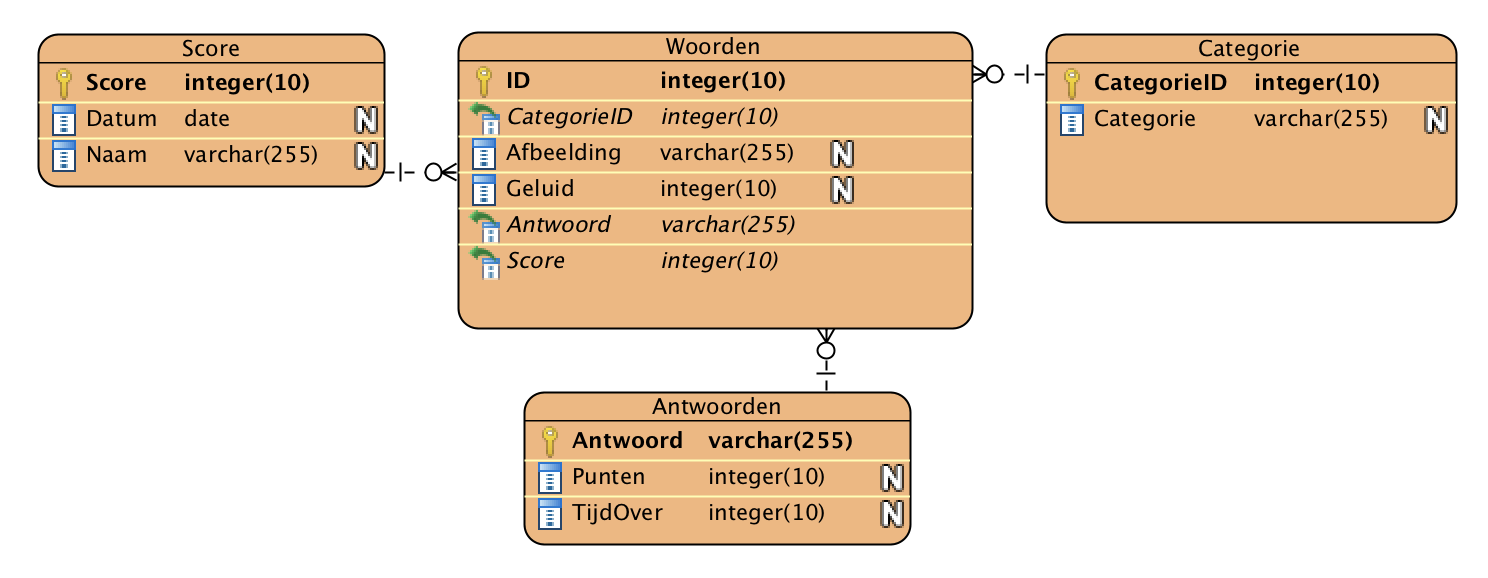 Score
Score integer(10)
Datum date N
Naam varchar(255) N
Woorden
ID integer(10)
CategorieID integer(10)
Afbeelding varchar(255) N
Geluid integer(10) N
Antwoord varchar(255)
Score integer(10)
Categorie
CategorieID integer(10)
Categorie varchar(255) N
Antwoorden
Antwoord varchar(255)
Punten integer(10) N
TijdOver integer(10) N